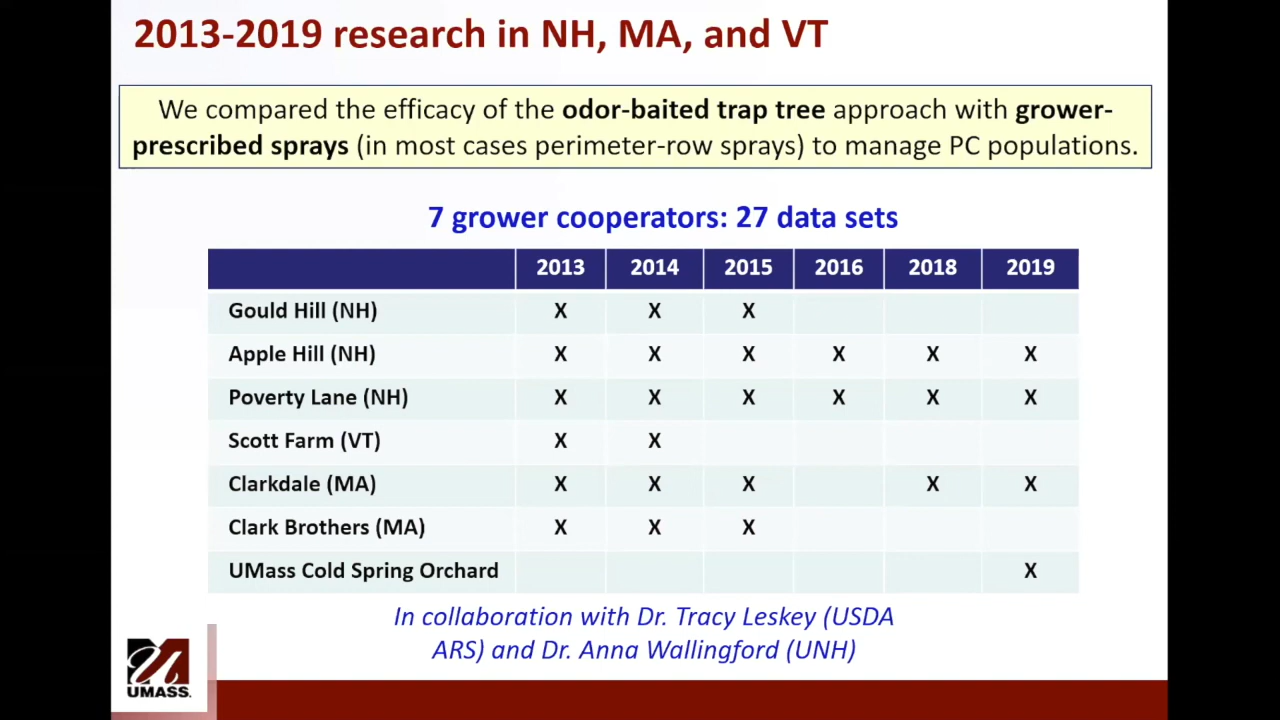 2013-2019 research in NH, MA, and VT
We compared the efficacy of the odor-baited trap tree approach with grower-
prescribed sprays (in most cases perimeter-row sprays) to manage PC populations.
7 grower cooperators: 27 data sets
2013 2014 2015 2016 2018 2019
Gould Hill (NH) X X X
Apple Hill (NH) X X X X X X
Poverty Lane (NH) X X X X X X
Scott Farm (VT) X X
Clarkdale (MA) X X X X X
Clark Brothers (MA) X X X
UMass Cold Spring Orchard X
In collaboration with Dr. Tracy Leskey (USDA
ARS) and Dr. Anna Wallingford (UNH)
UMASS.